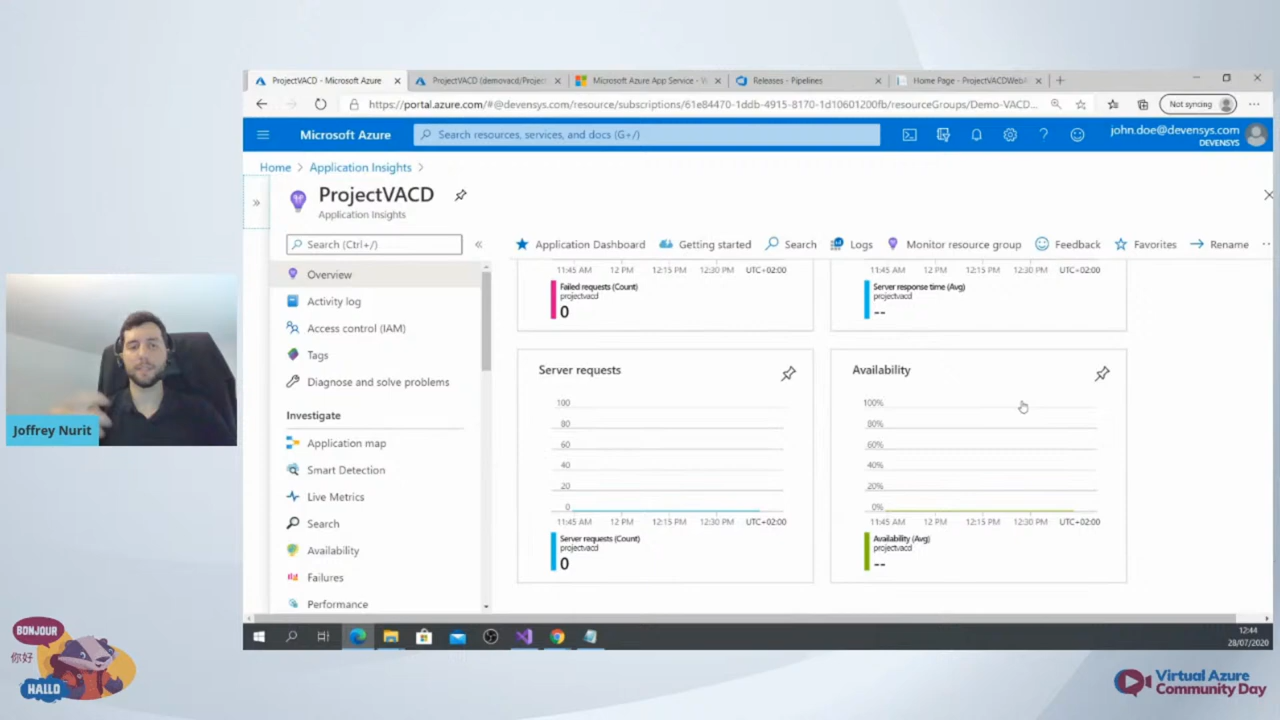 ProjectVACD - Microsoft Azure
ProjectVACD (demovacd/Project
Microsoft Azure App Service - W
Releases - Pipelines
Home Page - ProjectVACDWebA
https://portal.azure.com/#@devensys.com/resource/subscriptions/61e84470-1ddb-4915-8170-1d10601200fb/resourceGroups/Demo-VACD...
Not syncing
Microsoft Azure
Search resources, services, and docs (G+/)
john.doe@devensys.com
DEVENSYS
Home > Application Insights >
ProjectVACD
Application Insights
Search (Ctrl+/)
Application Dashboard
Getting started
Search
Logs
Monitor resource group
Feedback
Favorites
Rename
Overview
Activity log
Access control (IAM)
Tags
Diagnose and solve problems
Investigate
Application map
Smart Detection
Live Metrics
Search
Availability
Failures
Performance
11:45 AM 12 PM 12:15 PM 12:30 PM UTC+02:00
Failed requests (Count)
projectvacd
0
11:45 AM 12 PM 12:15 PM 12:30 PM UTC+02:00
Server response time (Avg)
projectvacd
--
Server requests
100
80
60
40
20
0
11:45 AM 12 PM 12:15 PM 12:30 PM UTC+02:00
Server requests (Count)
projectvacd
0
Availability
100%
80%
60%
40%
20%
0%
11:45 AM 12 PM 12:15 PM 12:30 PM UTC+02:00
Availability (Avg)
projectvacd
--
12:44
28/07/2020
Joffrey Nurit
BONJOUR
你好
HALLO
Virtual Azure
Community Day